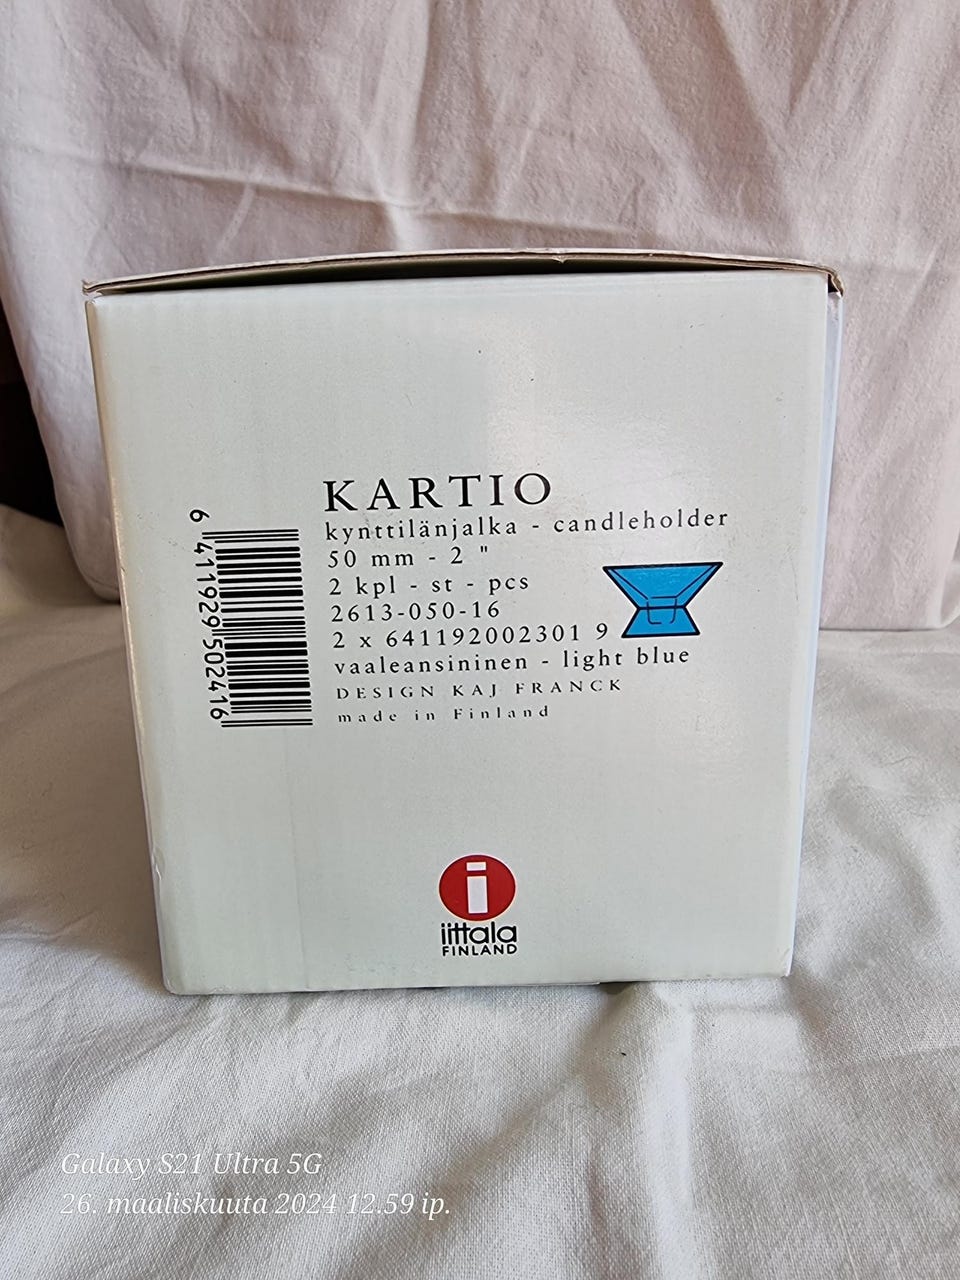 KARTIO
kynttilänjalka - candleholder
50 mm - 2 "
2 kpl - st - pcs
2613-050-16
2 x 641192002301 9
vaaleansininen - light blue
DESIGN KAJ FRANCK
made in Finland
6 411929 502416
i
iittala
FINLAND
Galaxy S21 Ultra 5G
26. maaliskuuta 2024 12.59 ip.